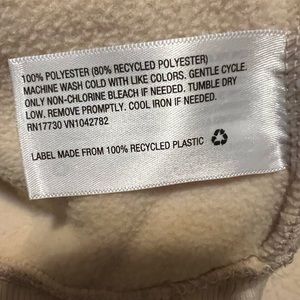 100% POLYESTER (80% RECYCLED POLYESTER)
MACHINE WASH COLD WITH LIKE COLORS. GENTLE CYCLE.
ONLY NON-CHLORINE BLEACH IF NEEDED. TUMBLE DRY
LOW. REMOVE PROMPTLY. COOL IRON IF NEEDED.
RN17730 VN1042782
LABEL MADE FROM 100% RECYCLED PLASTIC